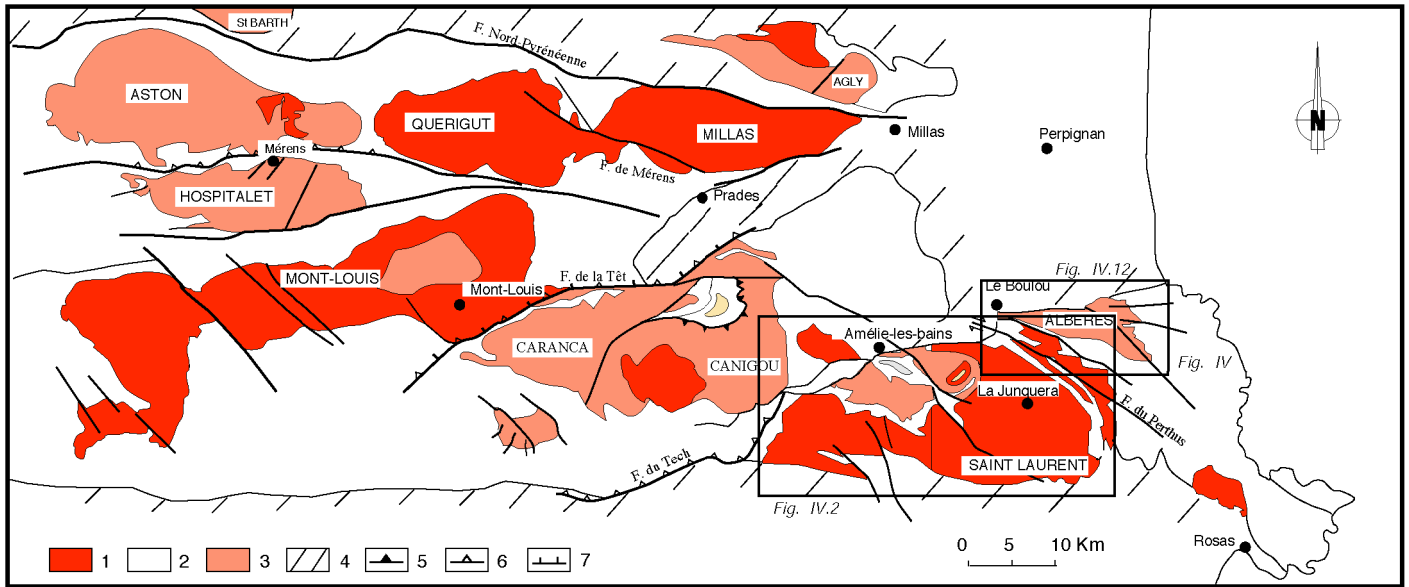 St BARTH
F. Nord-Pyrénéenne
AGLY
ASTON
QUERIGUT
MILLAS
Millas
Perpignan
N
Mérens
F. de Mérens
HOSPITALET
Prades
MONT-LOUIS
Mont-Louis
F. de la Têt
Fig. IV.12
Le Boulou
ALBERES
Amélie-les-bains
CARANCA
CANIGOU
Fig. IV
La Junquera
F. du Perthus
F. du Tech
SAINT LAURENT
Fig. IV.2
Rosas
0 5 10 Km
1 2 3 4 5 6 7